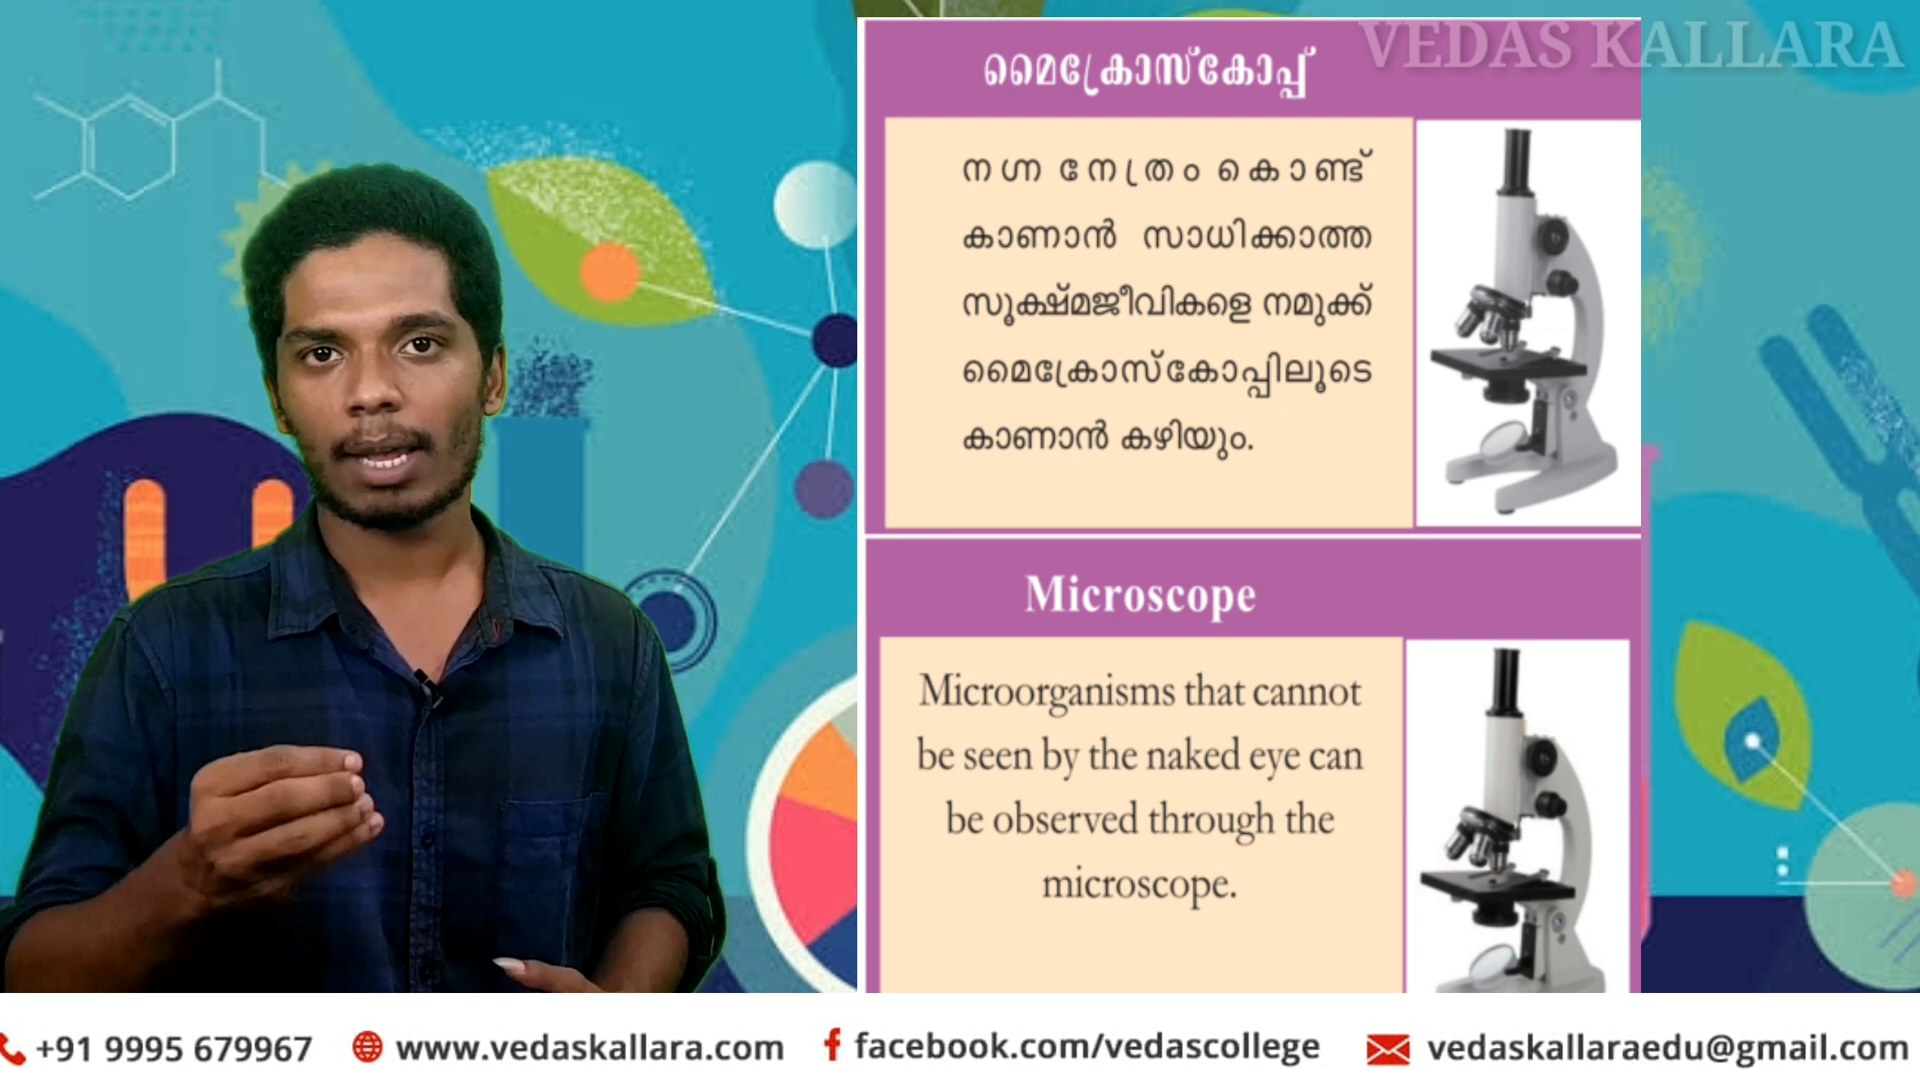 VEDAS KALLARA
മൈക്രോസ്കോപ്പ്
നഗ്ന നേത്രം കൊണ്ട്
കാണാൻ സാധിക്കാത്ത
സൂക്ഷ്മജീവികളെ നമുക്ക്
മൈക്രോസ്കോപ്പിലൂടെ
കാണാൻ കഴിയും.
Microscope
Microorganisms that cannot
be seen by the naked eye can
be observed through the
microscope.
+91 9995 679967 www.vedaskallara.com facebook.com/vedascollege vedaskallaraedu@gmail.com